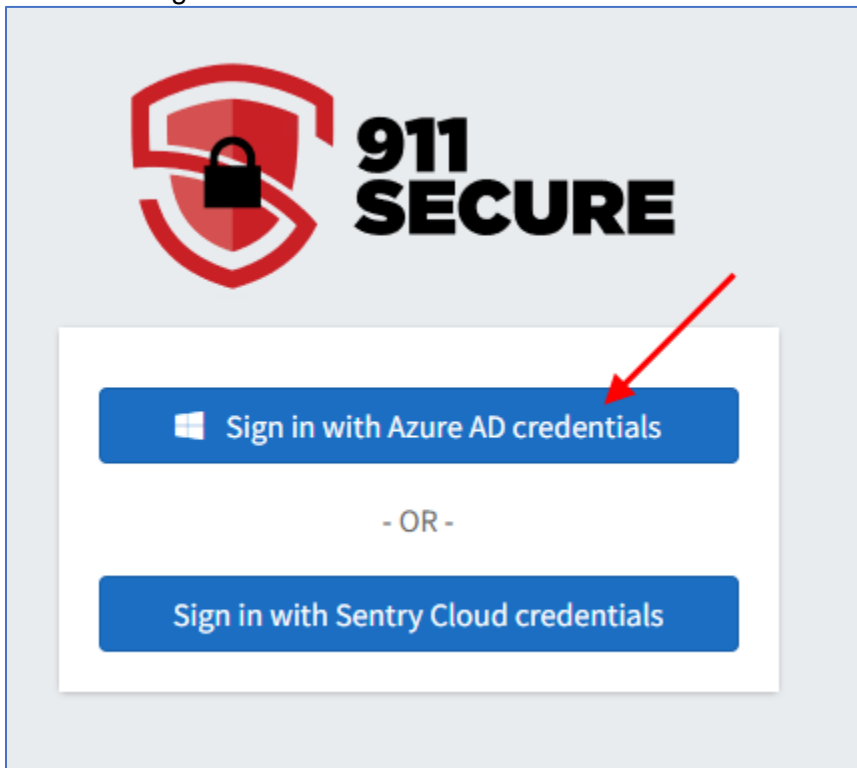 911
SECURE
Sign in with Azure AD credentials
- OR -
Sign in with Sentry Cloud credentials